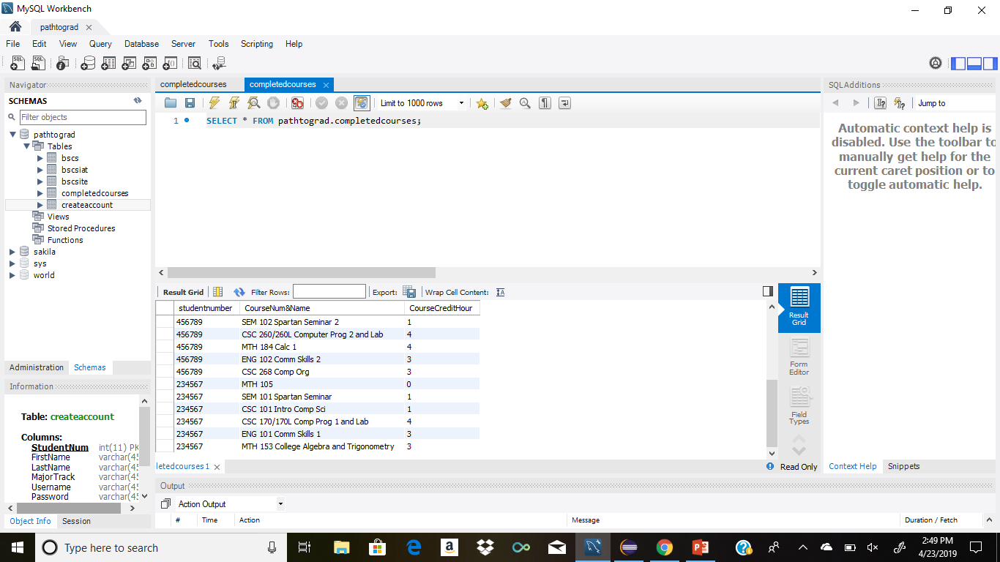 MySQL Workbench
pathtograd
File Edit View Query Database Server Tools Scripting Help
Navigator
SCHEMAS
Filter objects
pathtograd
Tables
bscs
bscsiat
bscsite
completedcourses
createaccount
Views
Stored Procedures
Functions
sakila
sys
world
Administration Schemas
Information
Table: createaccount
Columns:
StudentNum int(11) PK
FirstName varchar(45
LastName varchar(45
MajorTrack varchar(45
Username varchar(45
Password varchar(45
Object Info Session
completedcourses completedcourses
Limit to 1000 rows
1 SELECT * FROM pathtograd.completedcourses;
Result Grid Filter Rows: Export: Wrap Cell Content:
studentnumber CourseNum&Name CourseCreditHour
456789 SEM 102 Spartan Seminar 2 1
456789 CSC 260/260L Computer Prog 2 and Lab 4
456789 MTH 184 Calc 1 4
456789 ENG 102 Comm Skills 2 3
456789 CSC 268 Comp Org 3
234567 MTH 105 0
234567 SEM 101 Spartan Seminar 1
234567 CSC 101 Intro Comp Sci 1
234567 CSC 170/170L Comp Prog 1 and Lab 4
234567 ENG 101 Comm Skills 1 3
234567 MTH 153 College Algebra and Trigonometry 3
Result
Grid
Form
Editor
Field
Types
letedcourses 1
Read Only
SQLAdditions
Jump to
Automatic context help is
disabled. Use the toolbar to
manually get help for the
current caret position or to
toggle automatic help.
Context Help Snippets
Output
Action Output
# Time Action Message Duration / Fetch
Type here to search
2:49 PM
4/23/2019